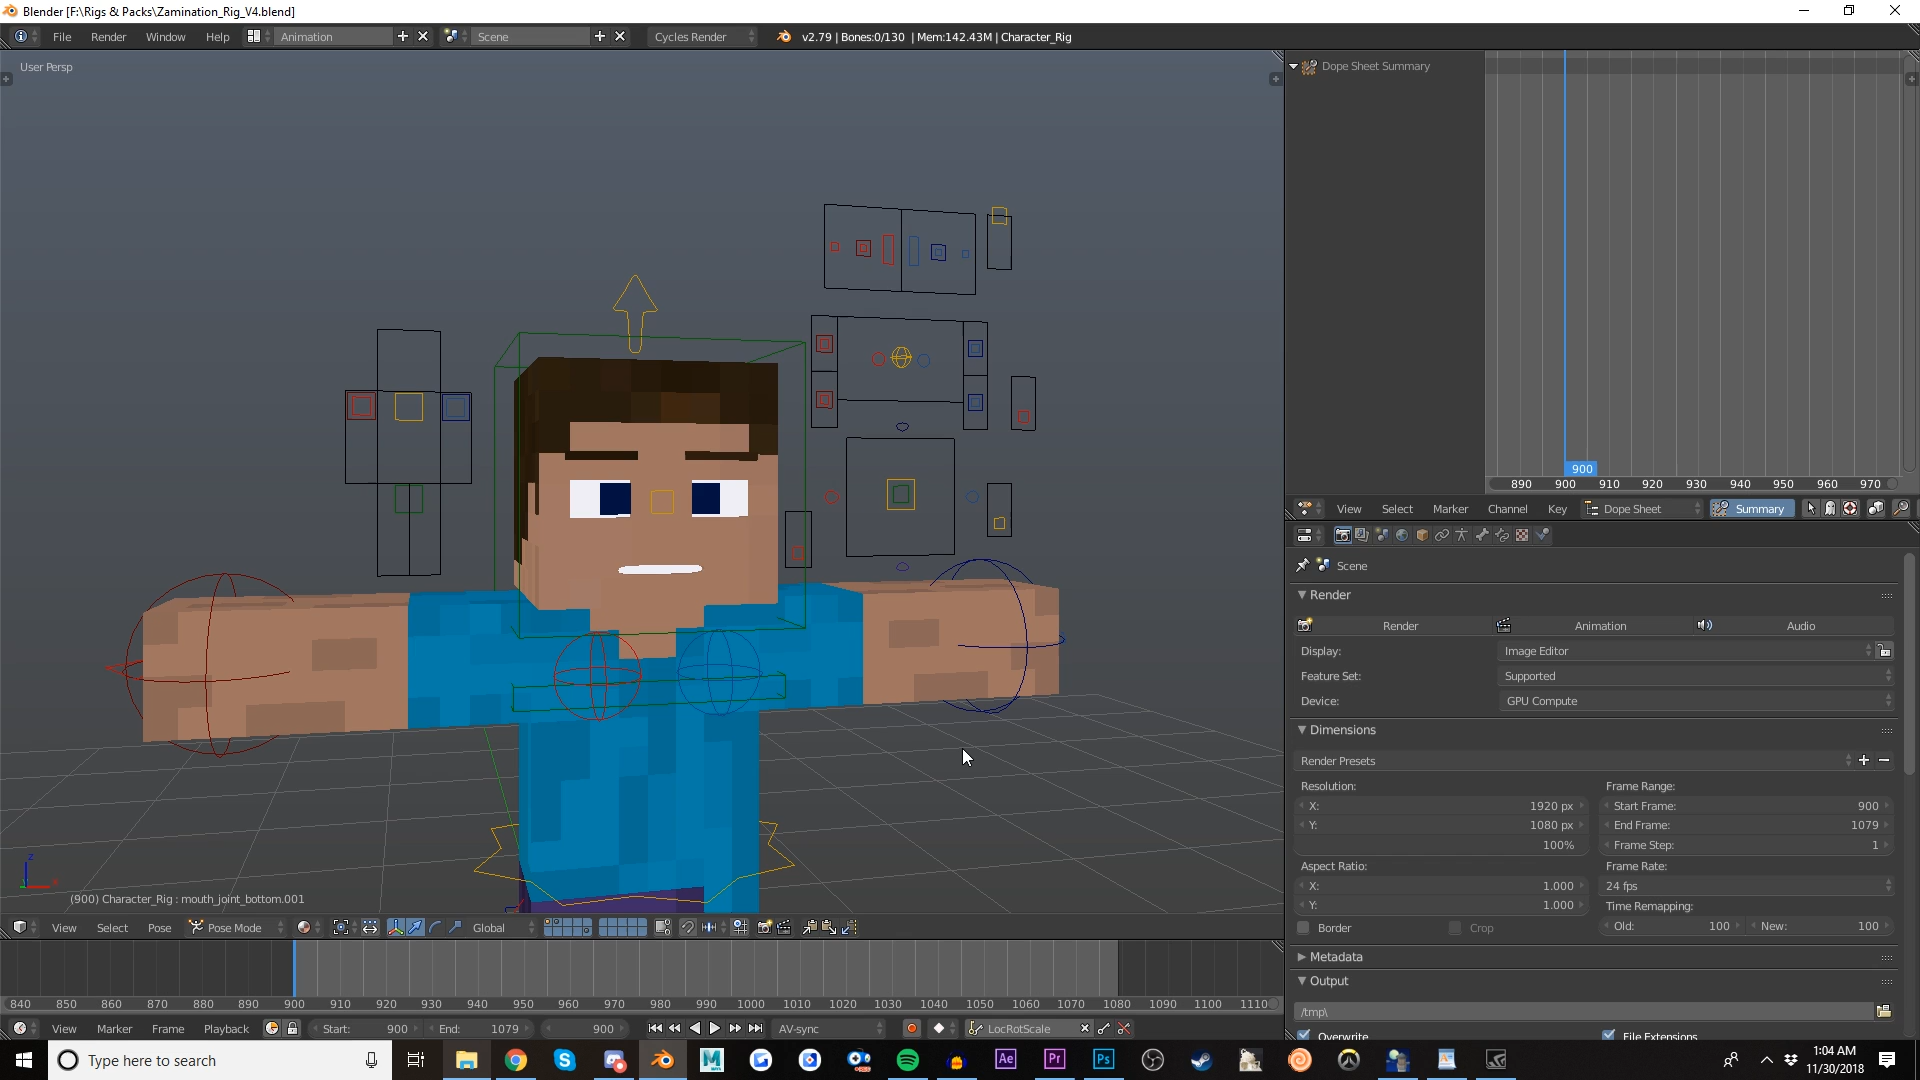 Blender [F:\Rigs & Packs\Zamination_Rig_V4.blend]
File Render Window Help Animation Scene Cycles Render v2.79 | Bones:0/130 | Mem:142.43M | Character_Rig
User Persp
Dope Sheet Summary
900
890 900 910 920 930 940 950 960 970
View Select Marker Channel Key Dope Sheet Summary
Scene
Render
Render Animation Audio
Display: Image Editor
Feature Set: Supported
Device: GPU Compute
Dimensions
Render Presets
Resolution: Frame Range:
X: 1920 px Start Frame: 900
Y: 1080 px End Frame: 1079
100% Frame Step: 1
Aspect Ratio: Frame Rate:
X: 1.000 24 fps
Y: 1.000 Time Remapping:
Border Crop Old: 100 New: 100
Metadata
Output
/tmp\
Overwrite File Extensions
z
(900) Character_Rig : mouth_joint_bottom.001
View Select Pose Pose Mode Global
840 850 860 870 880 890 900 910 920 930 940 950 960 970 980 990 1000 1010 1020 1030 1040 1050 1060 1070 1080 1090 1100 1110
View Marker Frame Playback Start: 900 End: 1079 900 AV-sync LocRotScale
Type here to search
M
Ae
Pr
Ps
1:04 AM
11/30/2018